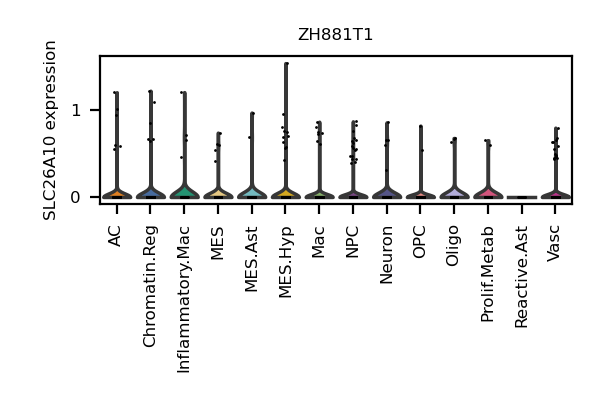 ZH881T1
SLC26A10 expression
1
0
AC
Chromatin.Reg
Inflammatory.Mac
MES
MES.Ast
MES.Hyp
Mac
NPC
Neuron
OPC
Oligo
Prolif.Metab
Reactive.Ast
Vasc